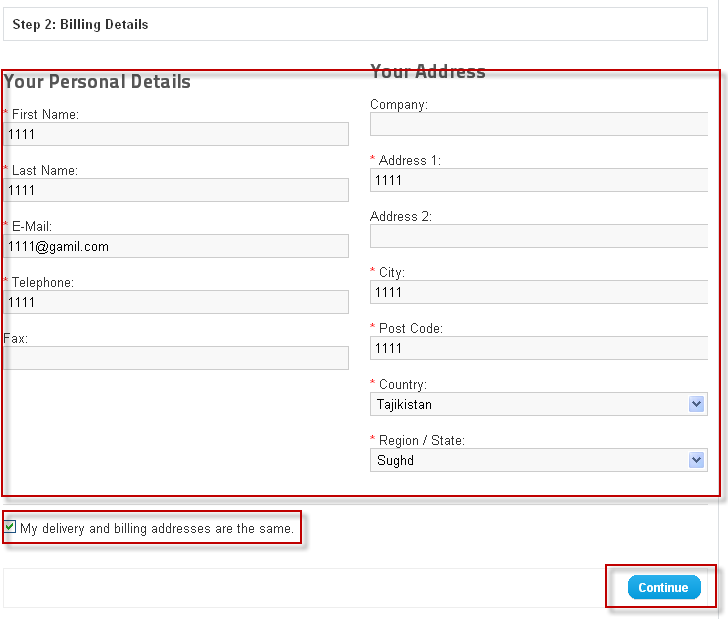 Step 2: Billing Details
Your Personal Details
* First Name:
1111
* Last Name:
1111
* E-Mail:
1111@gamil.com
* Telephone:
1111
Fax:
Your Address
Company:
* Address 1:
1111
Address 2:
* City:
1111
* Post Code:
1111
* Country:
Tajikistan
* Region / State:
Sughd
My delivery and billing addresses are the same.
Continue